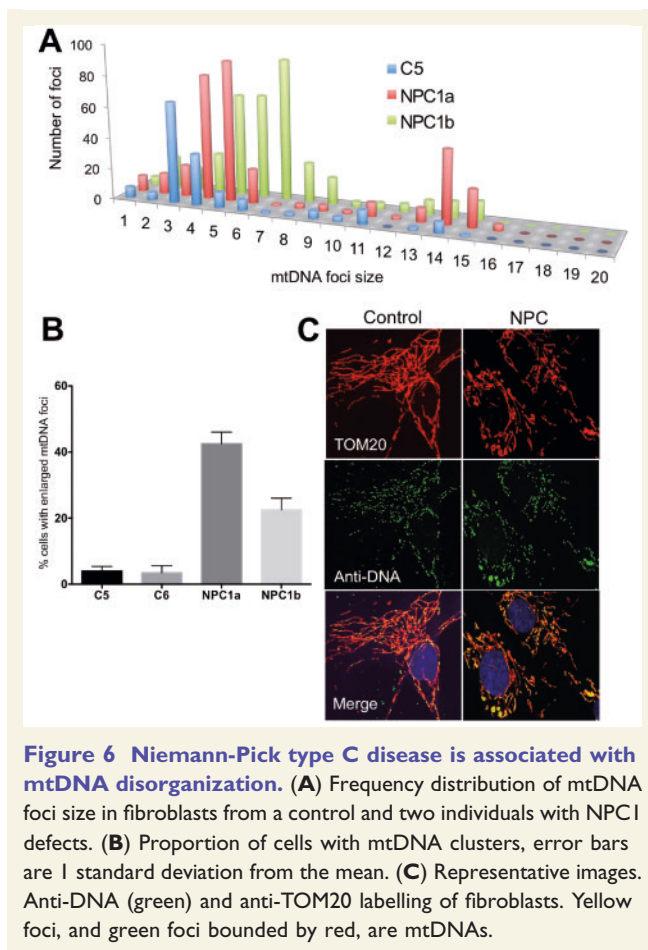 A
100
80
60
40
20
0
Number of foci
C5
NPC1a
NPC1b
1 2 3 4 5 6 7 8 9 10 11 12 13 14 15 16 17 18 19 20
mtDNA foci size
B
% cells with enlarged mtDNA foci
60
40
20
0
C5 C6 NPC1a NPC1b
C
Control NPC
TOM20
Anti-DNA
Merge
Figure 6 Niemann-Pick type C disease is associated with
mtDNA disorganization. (A) Frequency distribution of mtDNA
foci size in fibroblasts from a control and two individuals with NPC1
defects. (B) Proportion of cells with mtDNA clusters, error bars
are 1 standard deviation from the mean. (C) Representative images.
Anti-DNA (green) and anti-TOM20 labelling of fibroblasts. Yellow
foci, and green foci bounded by red, are mtDNAs.